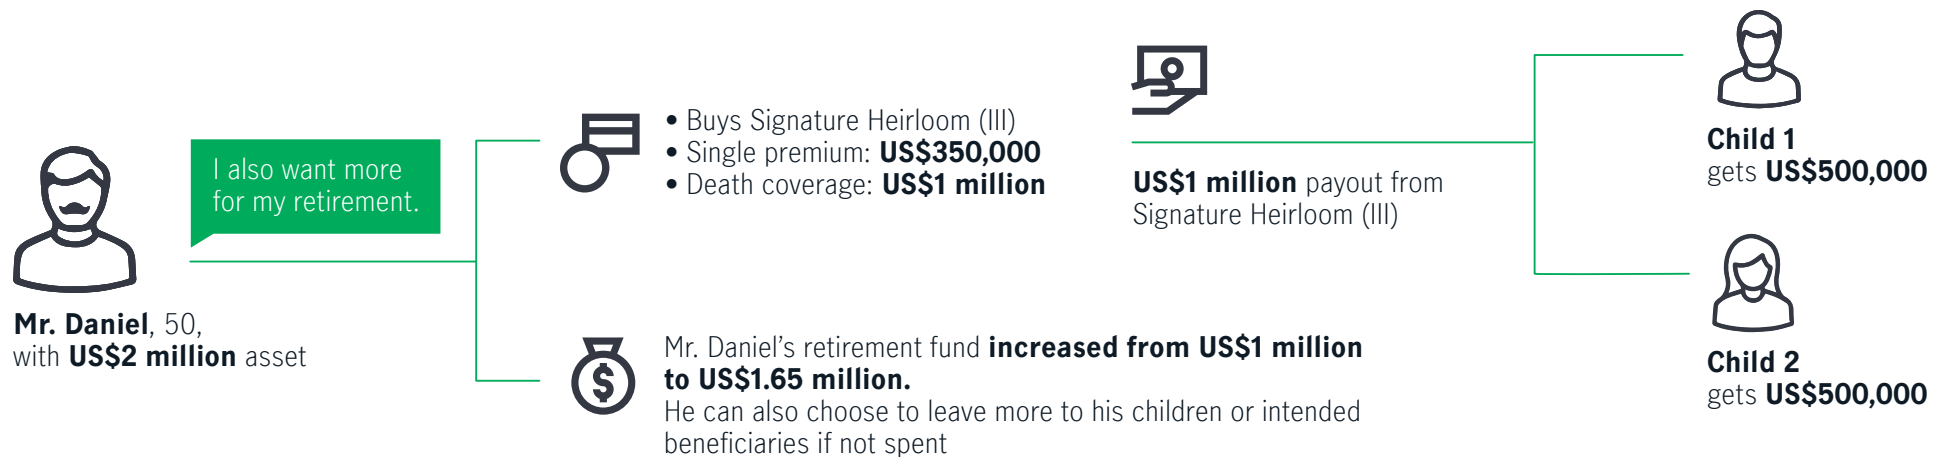 I also want more
for my retirement.
Mr. Daniel, 50,
with US$2 million asset
• Buys Signature Heirloom (III)
• Single premium: US$350,000
• Death coverage: US$1 million
$
Mr. Daniel’s retirement fund increased from US$1 million
to US$1.65 million.
He can also choose to leave more to his children or intended
beneficiaries if not spent
US$1 million payout from
Signature Heirloom (III)
Child 1
gets US$500,000
Child 2
gets US$500,000